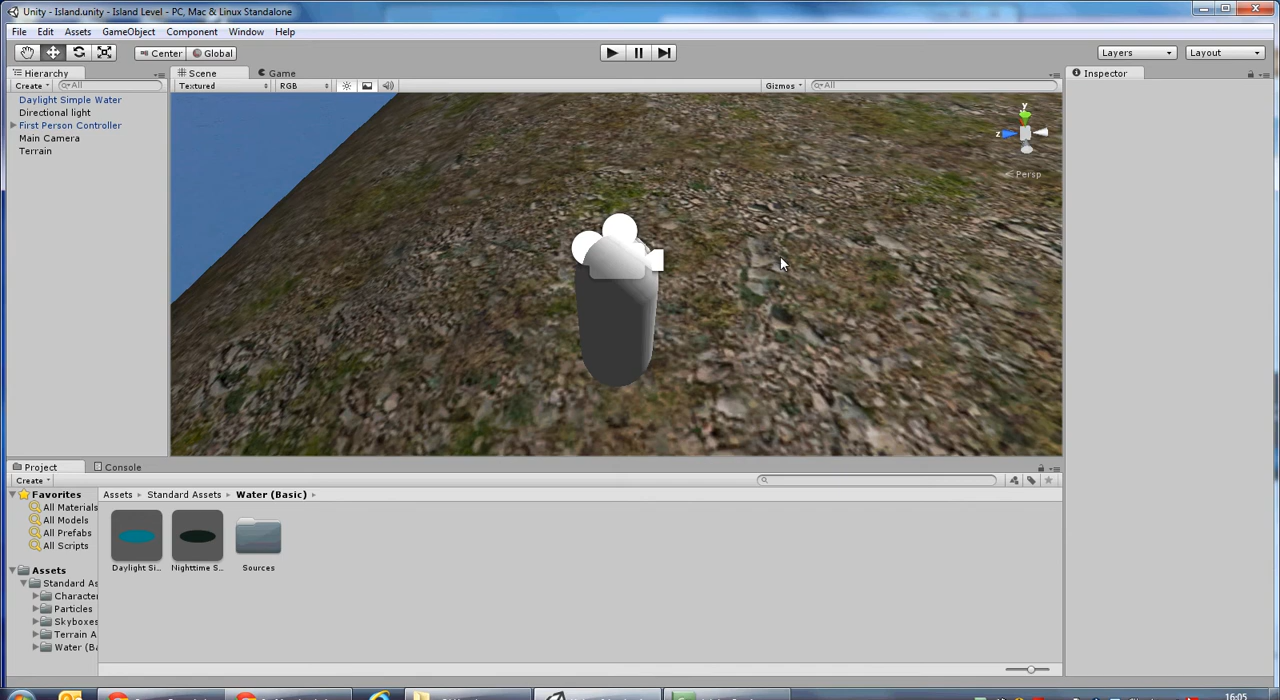 Unity - Island.unity - Island Level - PC, Mac & Linux Standalone
File Edit Assets GameObject Component Window Help
Center Global Layers Layout
Hierarchy Scene Game Inspector
Create All Textured RGB Gizmos All
Daylight Simple Water
Directional light
First Person Controller
Main Camera
Terrain
y
z
Persp
Project Console
Create
Favorites Assets Standard Assets Water (Basic)
All Materials
All Models
All Prefabs
All Scripts
Daylight Si... Nighttime S... Sources
Assets
Standard As
Character
Particles
Skyboxes
Terrain A
Water (Ba
16:05